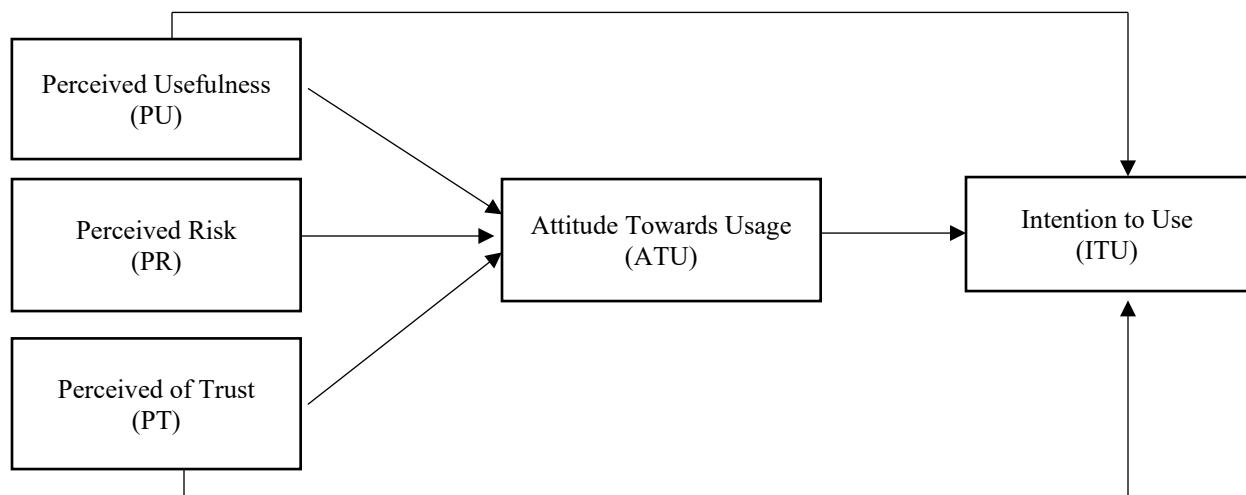 Perceived Usefulness
(PU)
Perceived Risk
(PR)
Perceived of Trust
(PT)
Attitude Towards Usage
(ATU)
Intention to Use
(ITU)